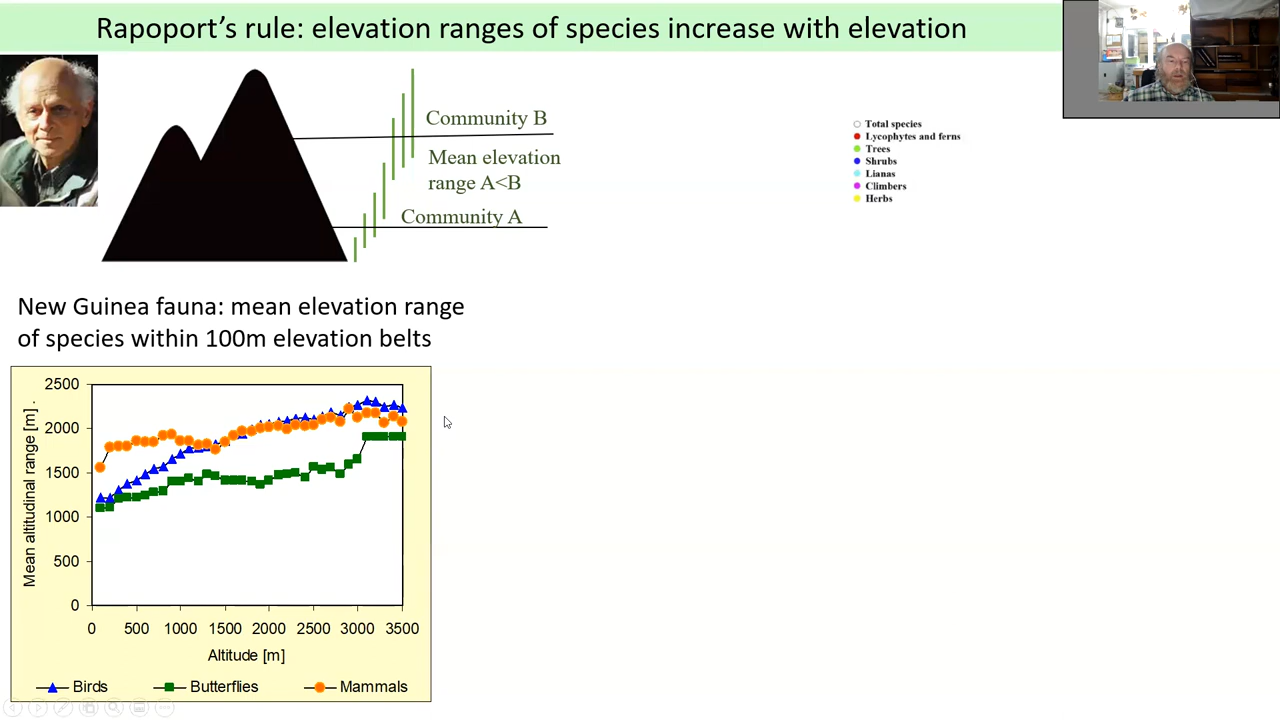 Rapoport's rule: elevation ranges of species increase with elevation
Community B
Mean elevation
range A<B
Community A
Total species
Lycophytes and ferns
Trees
Shrubs
Lianas
Climbers
Herbs
New Guinea fauna: mean elevation range
of species within 100m elevation belts
Mean altitudinal range [m] .
2500
2000
1500
1000
500
0
0 500 1000 1500 2000 2500 3000 3500
Altitude [m]
Birds Butterflies Mammals